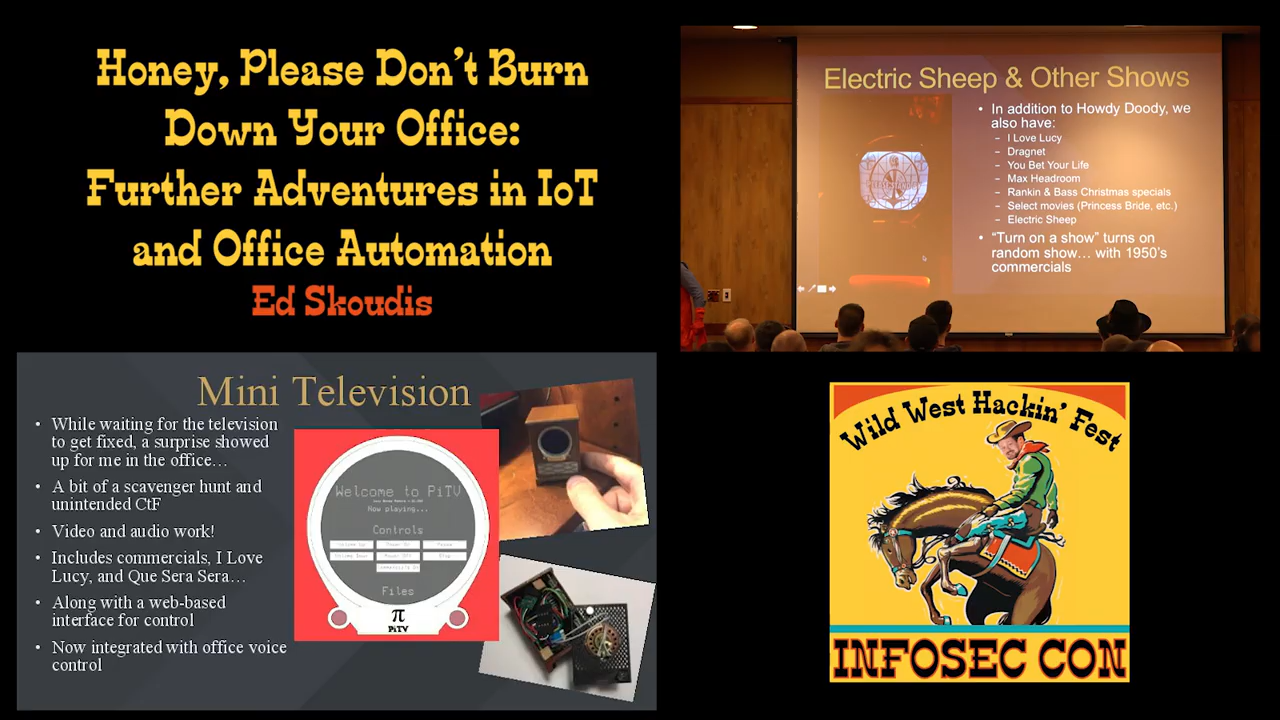 Honey, Please Don't Burn
Down Your Office:
Further Adventures in IoT
and Office Automation
Ed Skoudis
Electric Sheep & Other Shows
• In addition to Howdy Doody, we
also have:
– I Love Lucy
– Dragnet
– You Bet Your Life
– Max Headroom
– Rankin & Bass Christmas specials
– Select movies (Princess Bride, etc.)
– Electric Sheep
• “Turn on a show” turns on
random show… with 1950’s
commercials
Mini Television
• While waiting for the television
to get fixed, a surprise showed
up for me in the office…
• A bit of a scavenger hunt and
unintended CtF
• Video and audio work!
• Includes commercials, I Love
Lucy, and Que Sera Sera…
• Along with a web-based
interface for control
• Now integrated with office voice
control
Welcome to PiTV
Now playing...
Controls
Files
π
PiTV
Wild West Hackin' Fest
INFOSEC CON